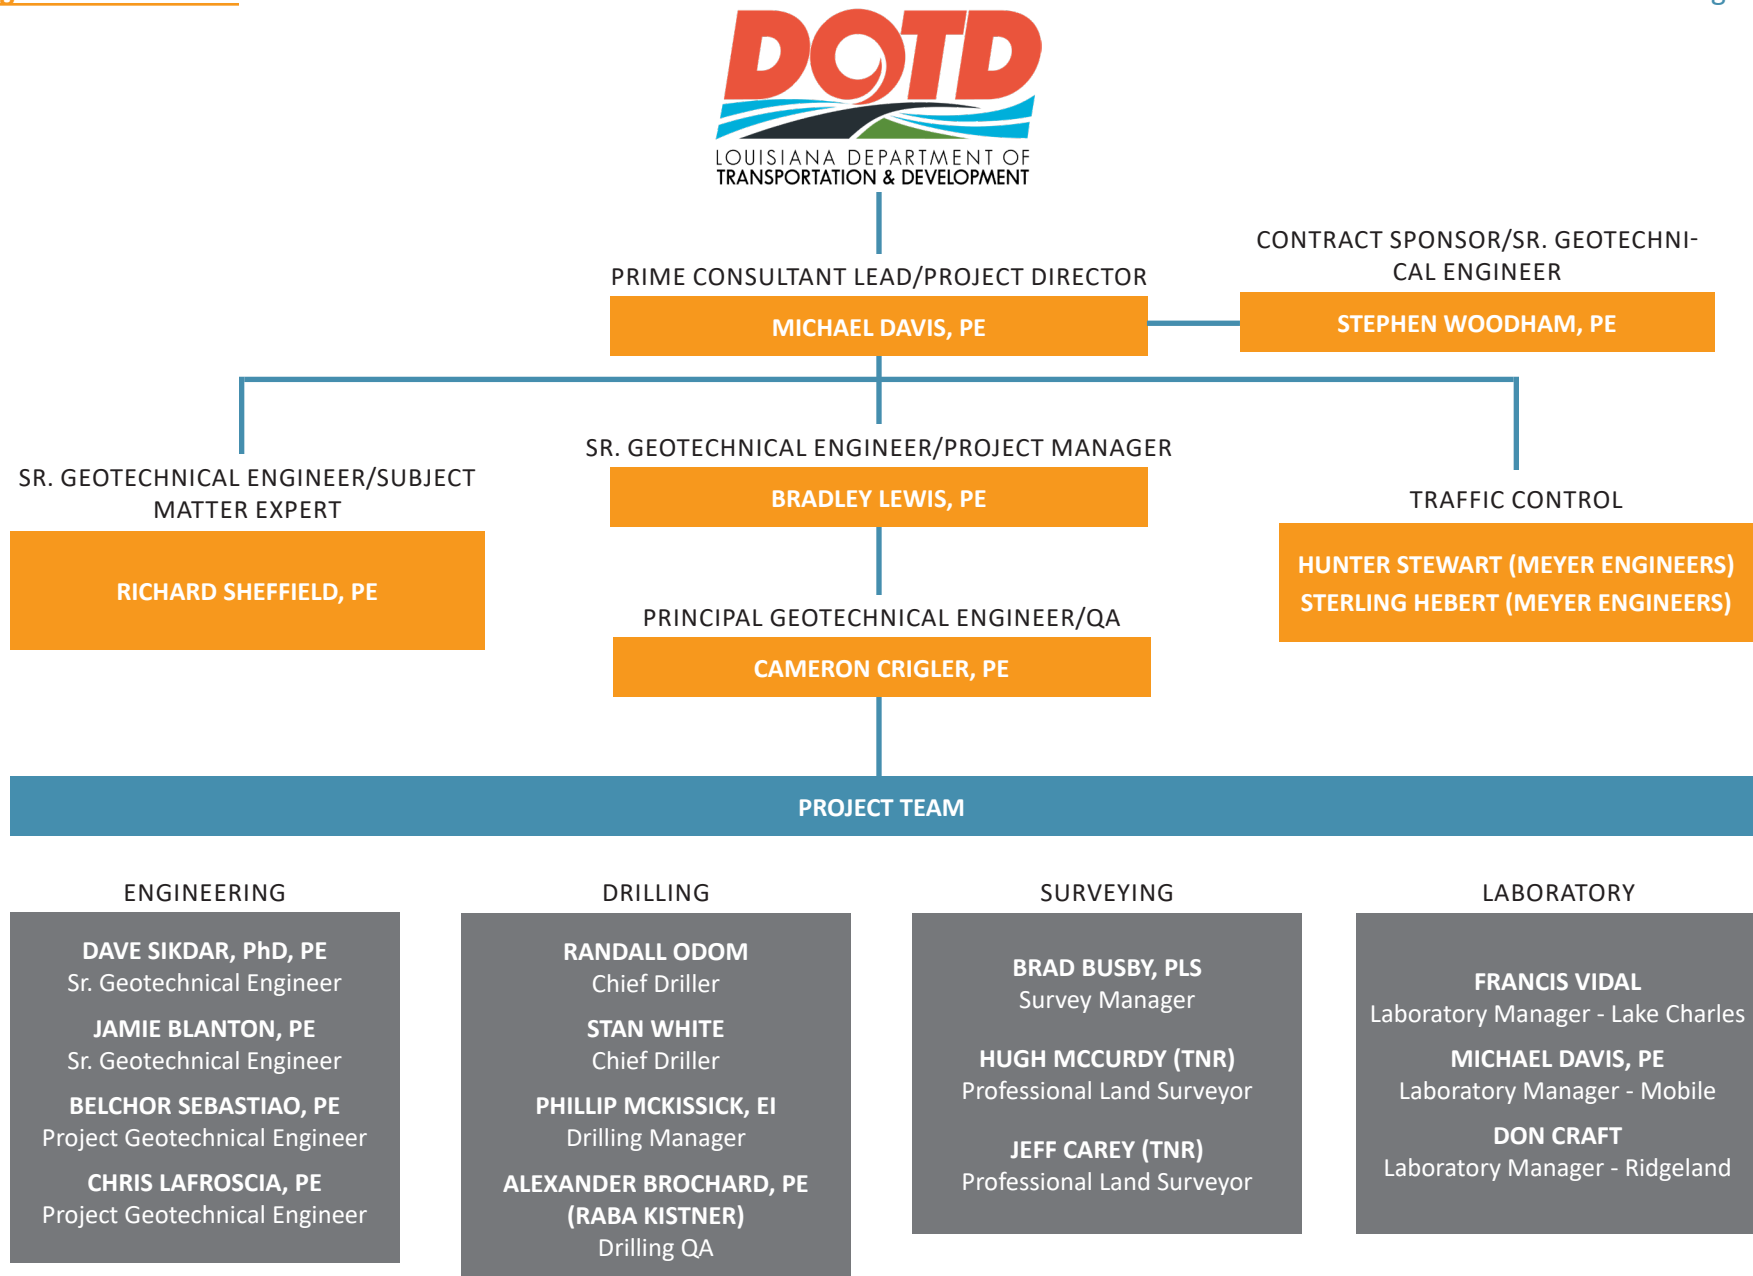 DOTD
LOUISIANA DEPARTMENT OF
TRANSPORTATION & DEVELOPMENT
CONTRACT SPONSOR/SR. GEOTECHNI-
CAL ENGINEER
STEPHEN WOODHAM, PE
PRIME CONSULTANT LEAD/PROJECT DIRECTOR
MICHAEL DAVIS, PE
SR. GEOTECHNICAL ENGINEER/SUBJECT
MATTER EXPERT
RICHARD SHEFFIELD, PE
SR. GEOTECHNICAL ENGINEER/PROJECT MANAGER
BRADLEY LEWIS, PE
TRAFFIC CONTROL
HUNTER STEWART (MEYER ENGINEERS)
STERLING HEBERT (MEYER ENGINEERS)
PRINCIPAL GEOTECHNICAL ENGINEER/QA
CAMERON CRIGLER, PE
PROJECT TEAM
ENGINEERING
DAVE SIKDAR, PhD, PE
Sr. Geotechnical Engineer
JAMIE BLANTON, PE
Sr. Geotechnical Engineer
BELCHOR SEBASTIAO, PE
Project Geotechnical Engineer
CHRIS LAFROSCIA, PE
Project Geotechnical Engineer
DRILLING
RANDALL ODOM
Chief Driller
STAN WHITE
Chief Driller
PHILLIP MCKISSICK, EI
Drilling Manager
ALEXANDER BROCHARD, PE
(RABA KISTNER)
Drilling QA
SURVEYING
BRAD BUSBY, PLS
Survey Manager
HUGH MCCURDY (TNR)
Professional Land Surveyor
JEFF CAREY (TNR)
Professional Land Surveyor
LABORATORY
FRANCIS VIDAL
Laboratory Manager - Lake Charles
MICHAEL DAVIS, PE
Laboratory Manager - Mobile
DON CRAFT
Laboratory Manager - Ridgeland